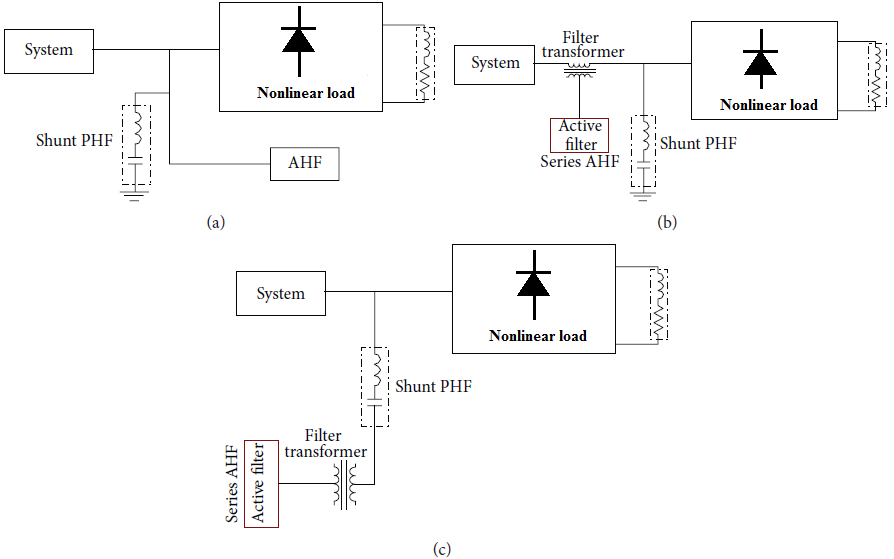 System
Nonlinear load
Shunt PHF
AHF
(a)
System
Filter
transformer
Active
filter
Series AHF
Shunt PHF
Nonlinear load
(b)
System
Nonlinear load
Shunt PHF
Filter
transformer
Series AHF
Active filter
(c)